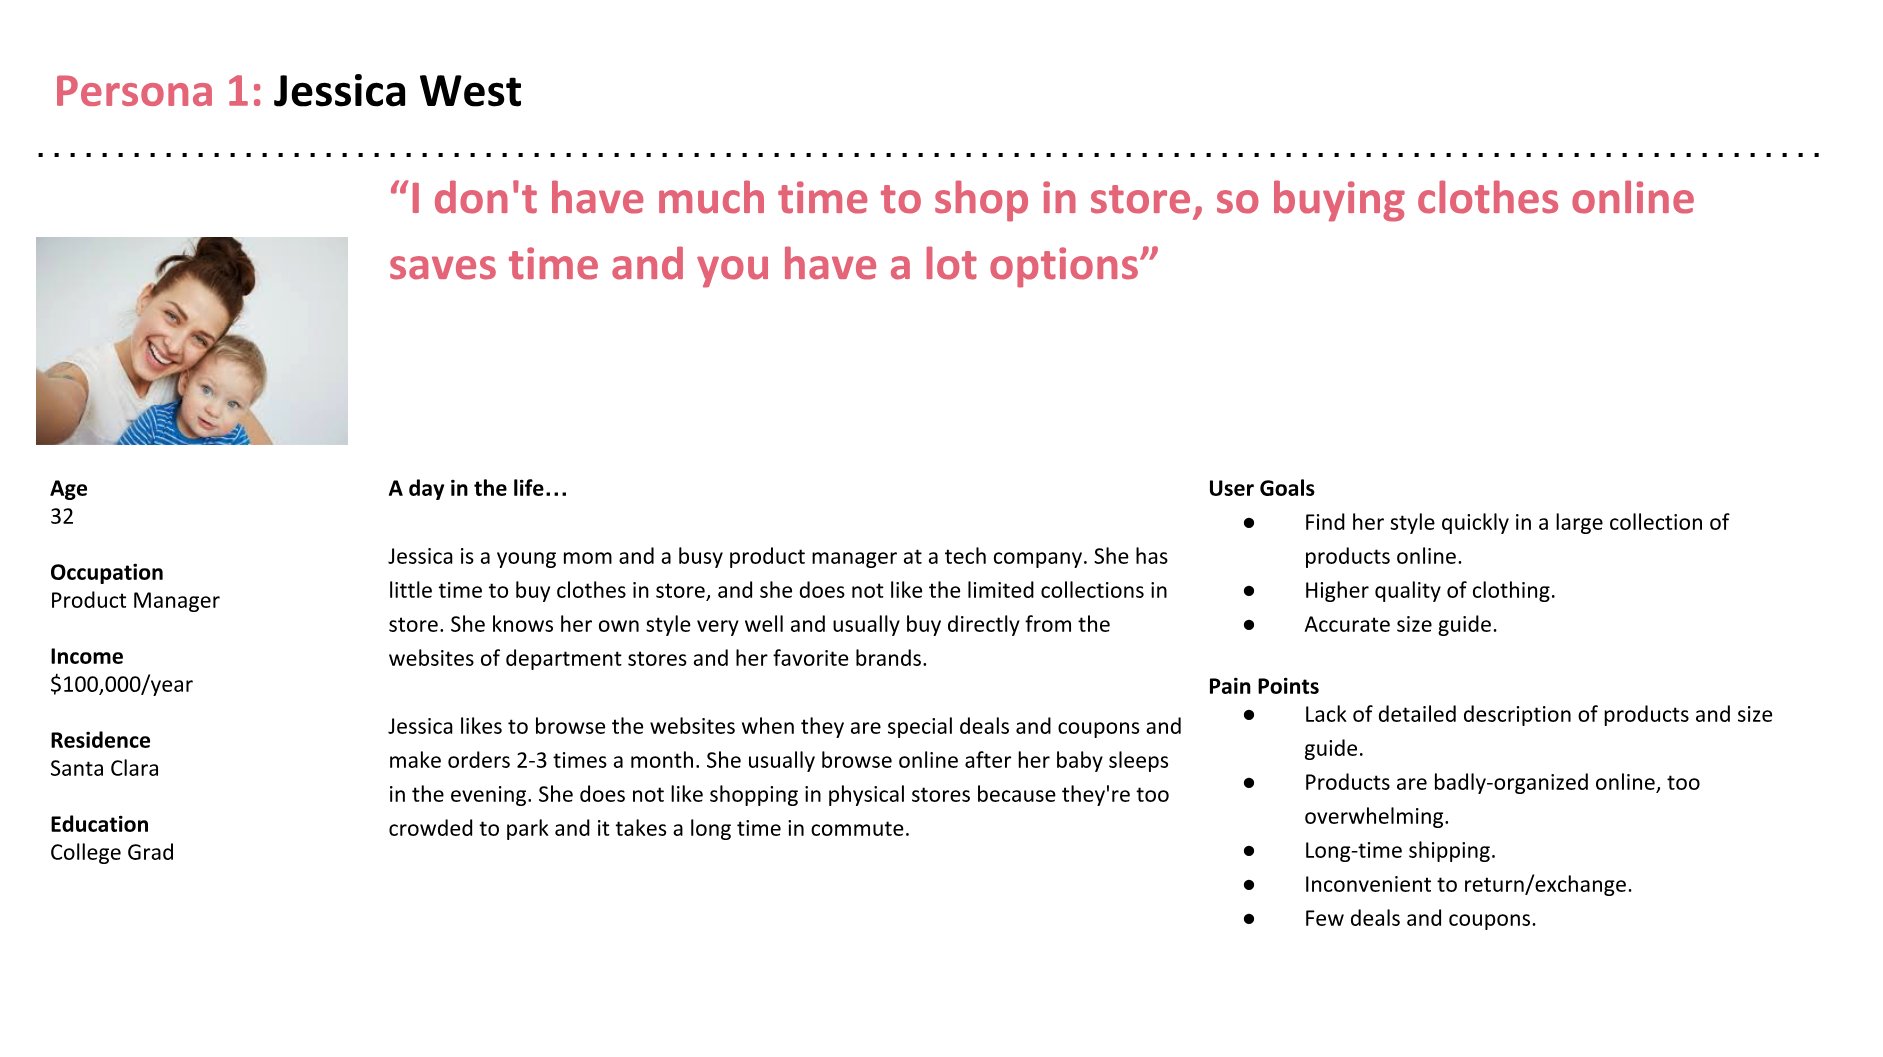 Persona 1: Jessica West
“I don't have much time to shop in store, so buying clothes online
saves time and you have a lot options”
Age
32
Occupation
Product Manager
Income
$100,000/year
Residence
Santa Clara
Education
College Grad
A day in the life…
Jessica is a young mom and a busy product manager at a tech company. She has
little time to buy clothes in store, and she does not like the limited collections in
store. She knows her own style very well and usually buy directly from the
websites of department stores and her favorite brands.
Jessica likes to browse the websites when they are special deals and coupons and
make orders 2-3 times a month. She usually browse online after her baby sleeps
in the evening. She does not like shopping in physical stores because they're too
crowded to park and it takes a long time in commute.
User Goals
● Find her style quickly in a large collection of
products online.
● Higher quality of clothing.
● Accurate size guide.
Pain Points
● Lack of detailed description of products and size
guide.
● Products are badly-organized online, too
overwhelming.
● Long-time shipping.
● Inconvenient to return/exchange.
● Few deals and coupons.